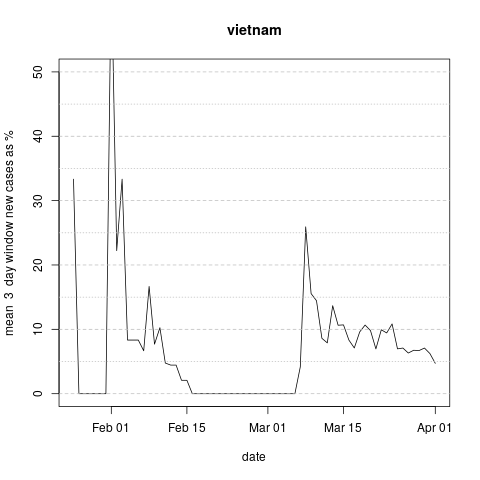 vietnam
mean 3 day window new cases as %
50
40
30
20
10
0
Feb 01
Feb 15
Mar 01
Mar 15
Apr 01
date